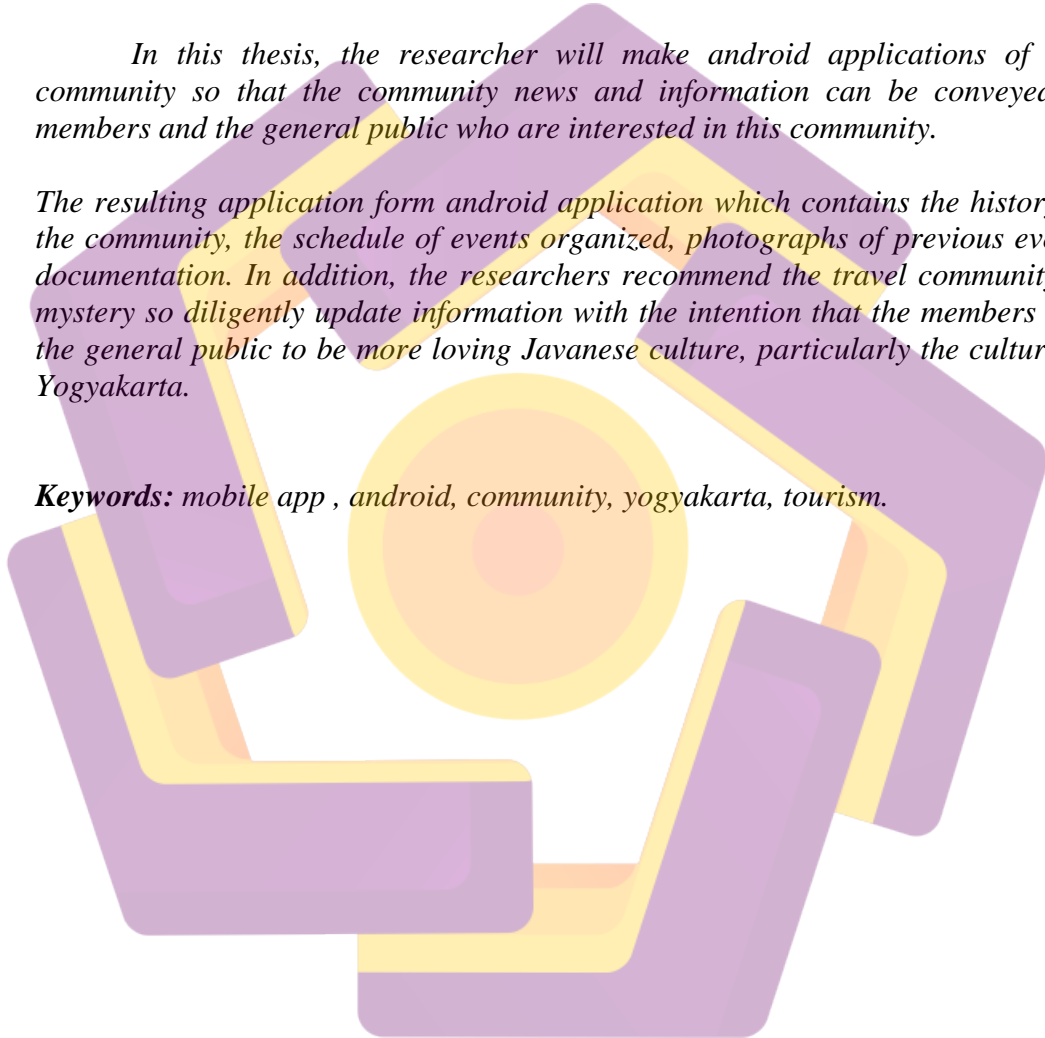 In this thesis, the researcher will make android applications of
community so that the community news and information can be conveyed
members and the general public who are interested in this community.
The resulting application form android application which contains the history
the community, the schedule of events organized, photographs of previous
documentation. In addition, the researchers recommend the travel community
mystery so diligently update information with the intention that the members
the general public to be more loving Javanese culture, particularly the
Yogyakarta.
Keywords: mobile app , android, community, yogyakarta, tourism.